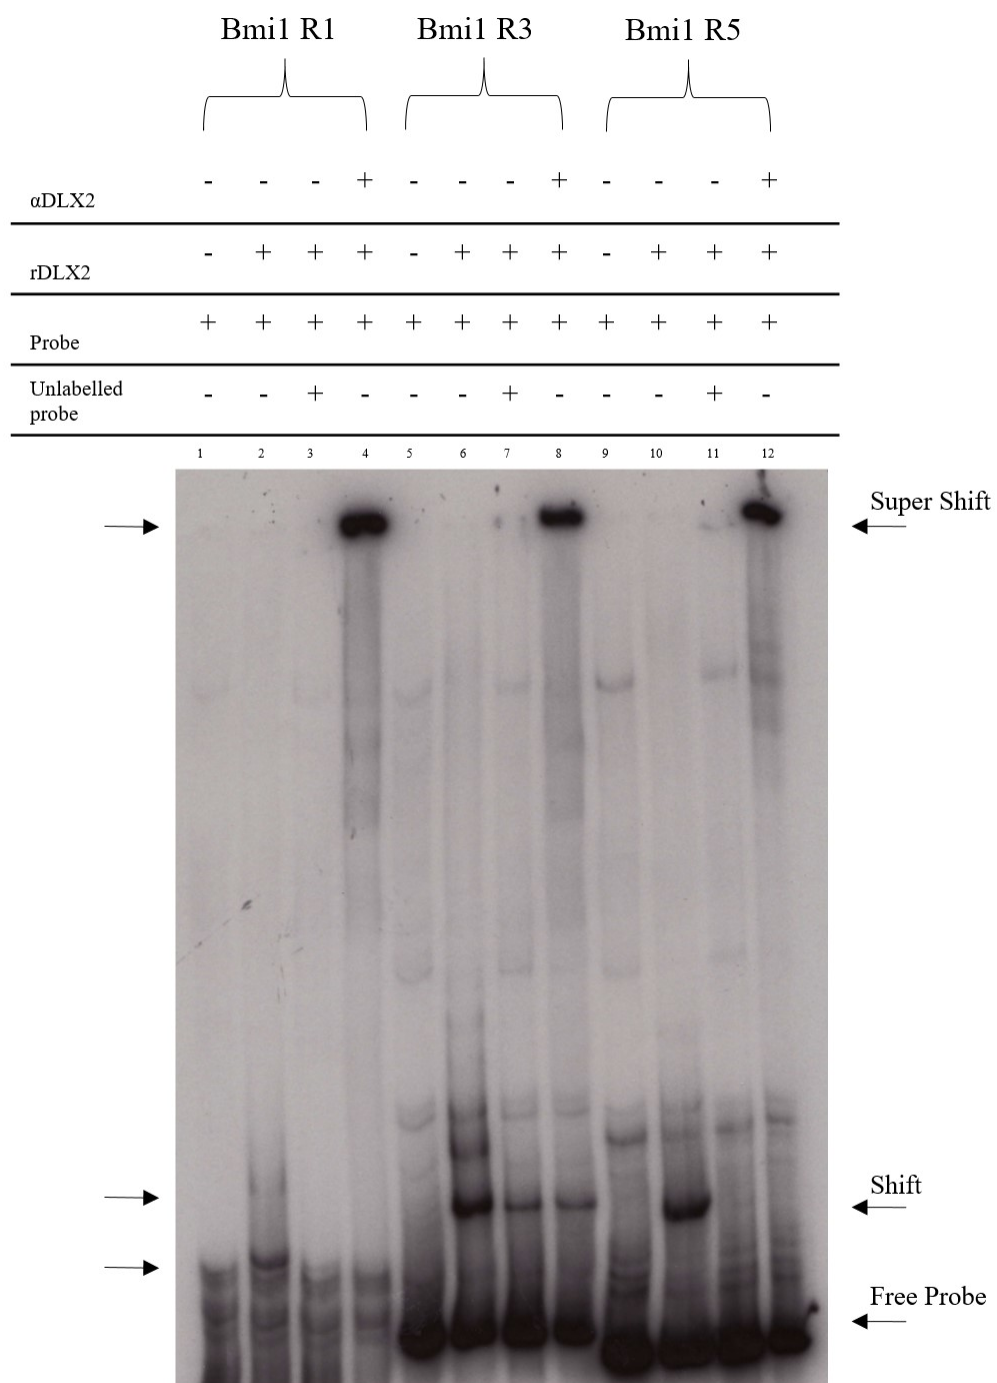 Bmi1 R1 Bmi1 R3 Bmi1 R5
αDLX2 - - - + - - - + - - - +
rDLX2 - + + + - + + + - + + +
Probe + + + + + + + + + + + +
Unlabelled
probe - - + - - - + - - - + -
1 2 3 4 5 6 7 8 9 10 11 12
Super Shift
Shift
Free Probe